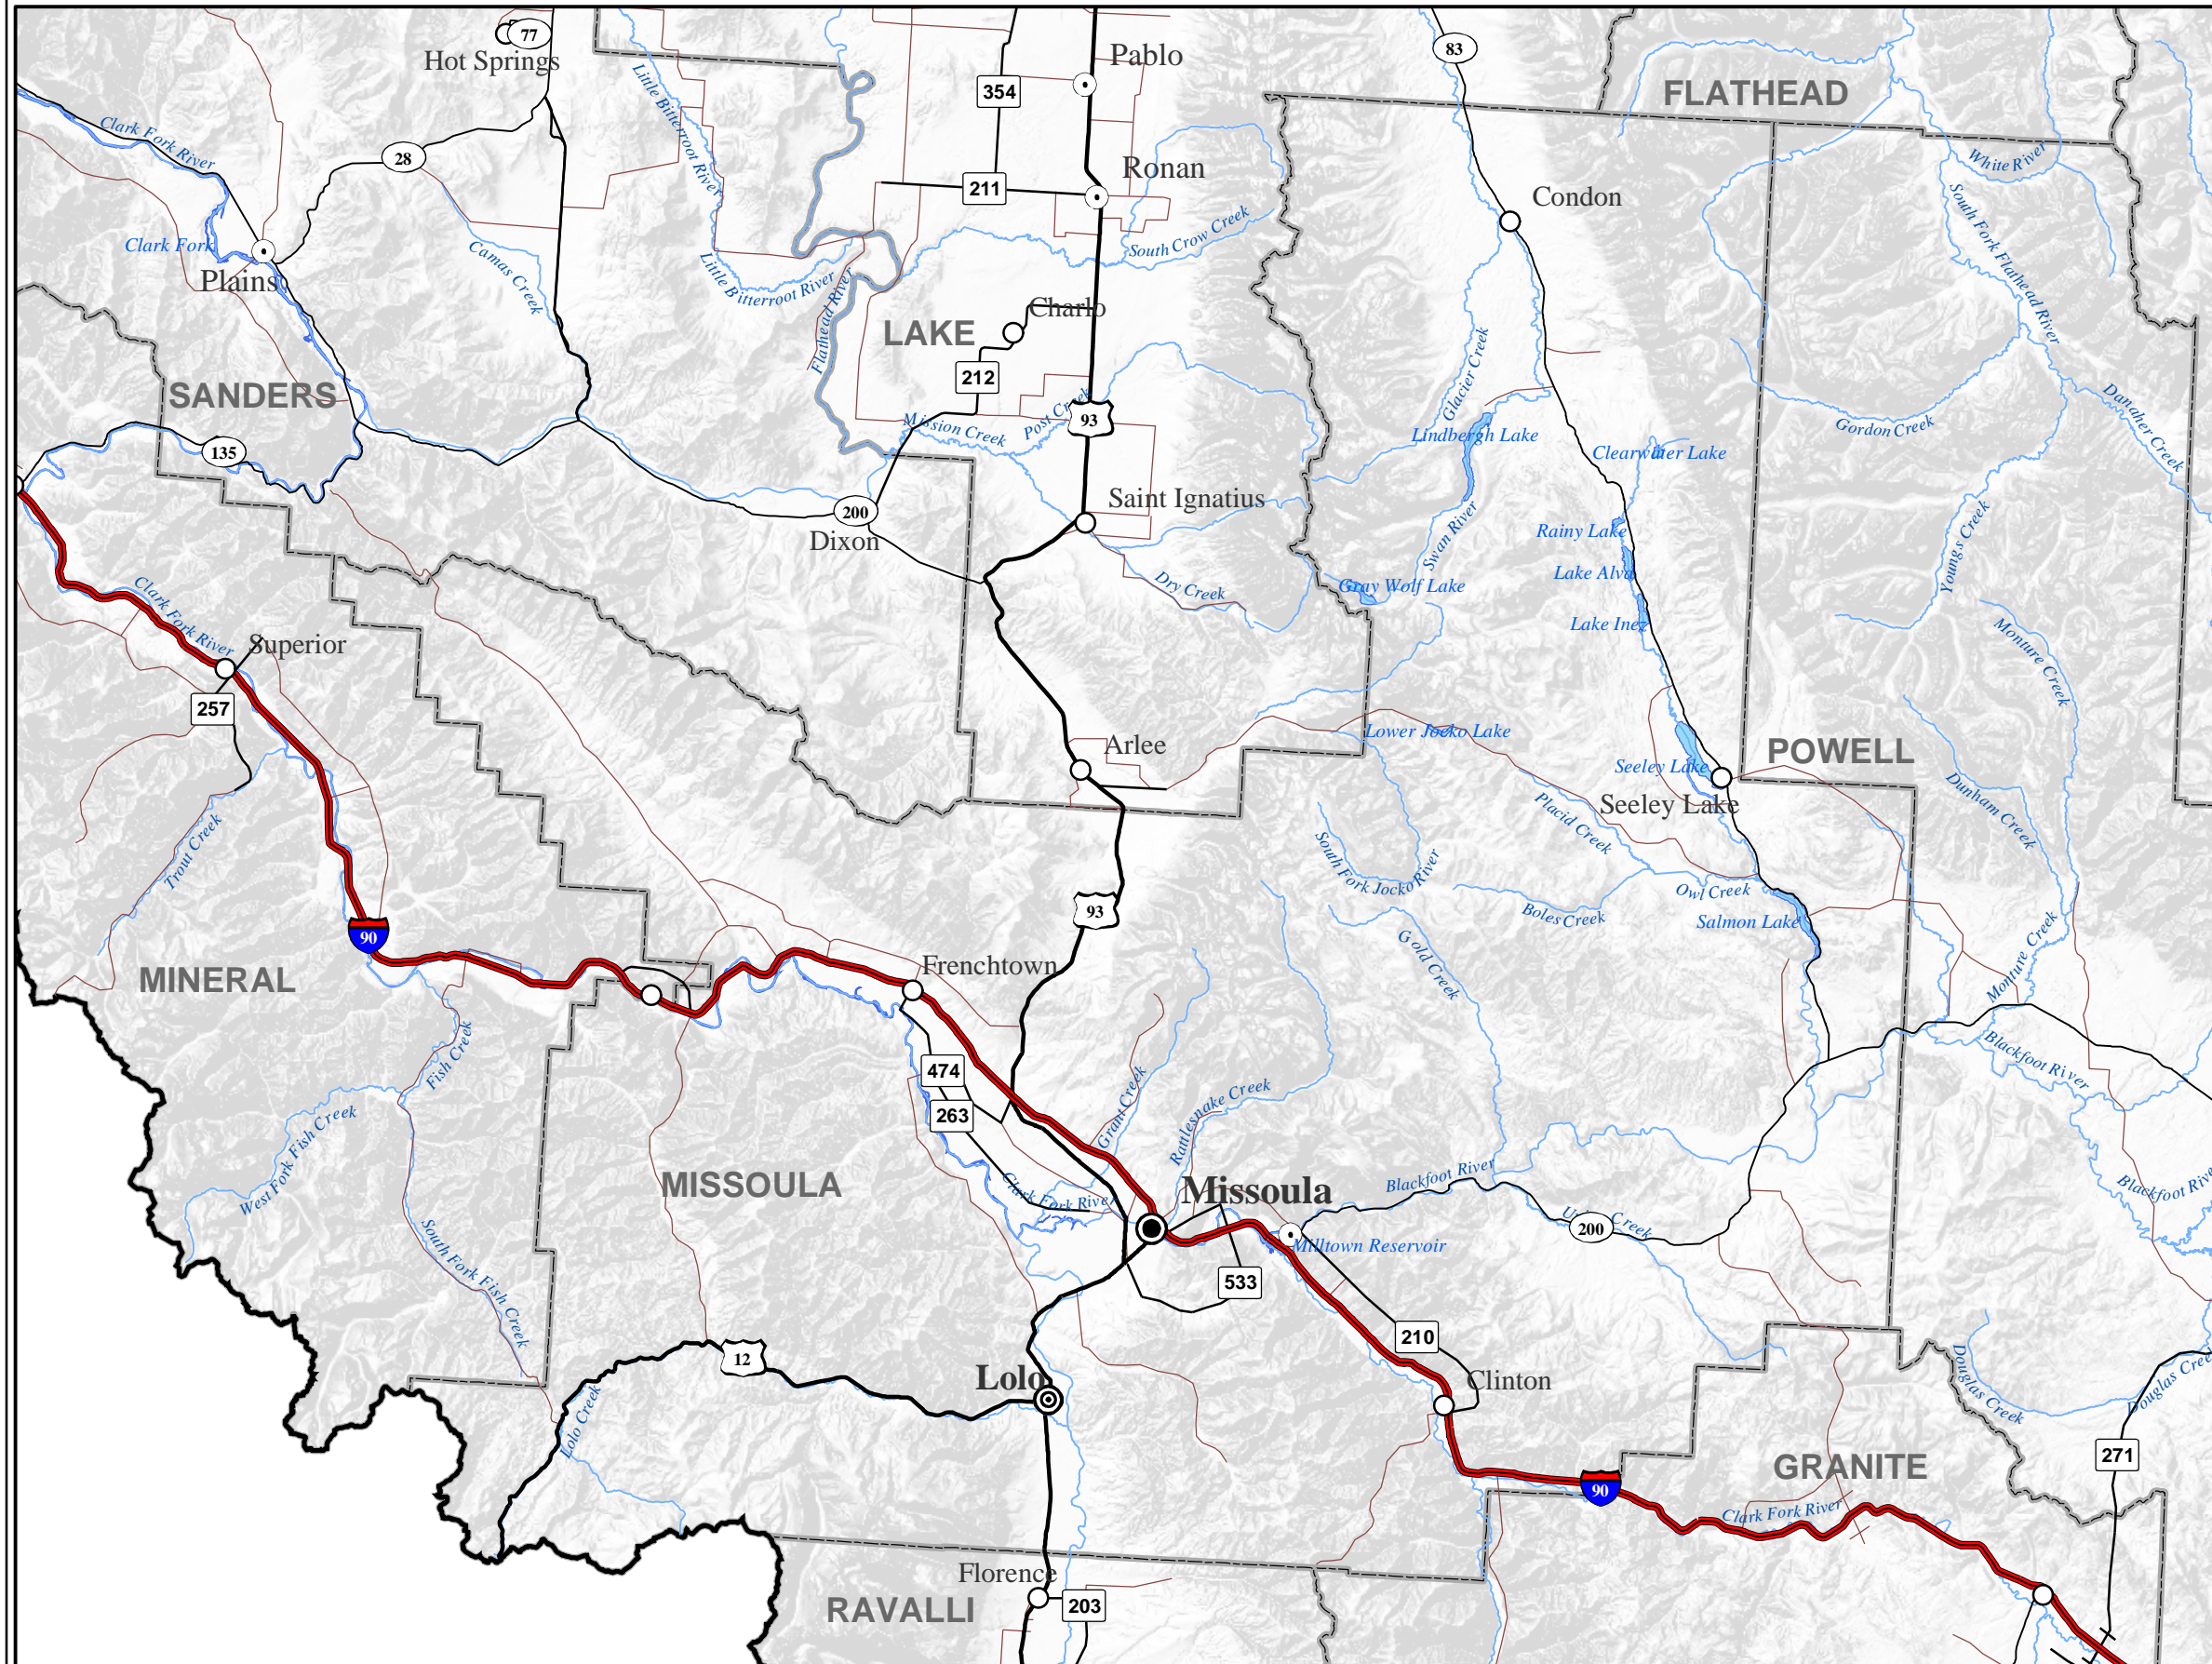 77
Hot Springs
Pablo
83
FLATHEAD
354
Little Bitterroot River
Clark Fork River
28
White River
Ronan
211
Condon
South Fork Flathead River
Clark Fork
Plains
Camas Creek
South Crow Creek
Little Bitterroot River
Flathead River
Charlo
LAKE
212
Glacier Creek
SANDERS
Mission Creek
Post Creek
93
Lindbergh Lake
Clearwater Lake
Gordon Creek
Danaher Creek
135
Saint Ignatius
200
Dixon
Swan River
Rainy Lake
Lake Alva
Youngs Creek
Dry Creek
Gray Wolf Lake
Lake Inez
Clark Fork River
Superior
257
Monture Creek
Arlee
Lower Jocko Lake
POWELL
Seeley Lake
Seeley Lake
Placid Creek
Dunham Creek
Trout Creek
South Fork Jocko River
Owl Creek
Boles Creek
Salmon Lake
93
90
Gold Creek
Monture Creek
MINERAL
Frenchtown
Fish Creek
474
263
Grant Creek
Rattlesnake Creek
Blackfoot River
West Fork Fish Creek
MISSOULA
Clark Fork River
Missoula
Blackfoot River
Blackfoot River
200
Creek
South Fork Fish Creek
Milltown Reservoir
533
210
12
Lolo
Clinton
Lolo Creek
Douglas Creek
Douglas Creek
271
GRANITE
90
Clark Fork River
Florence
203
RAVALLI